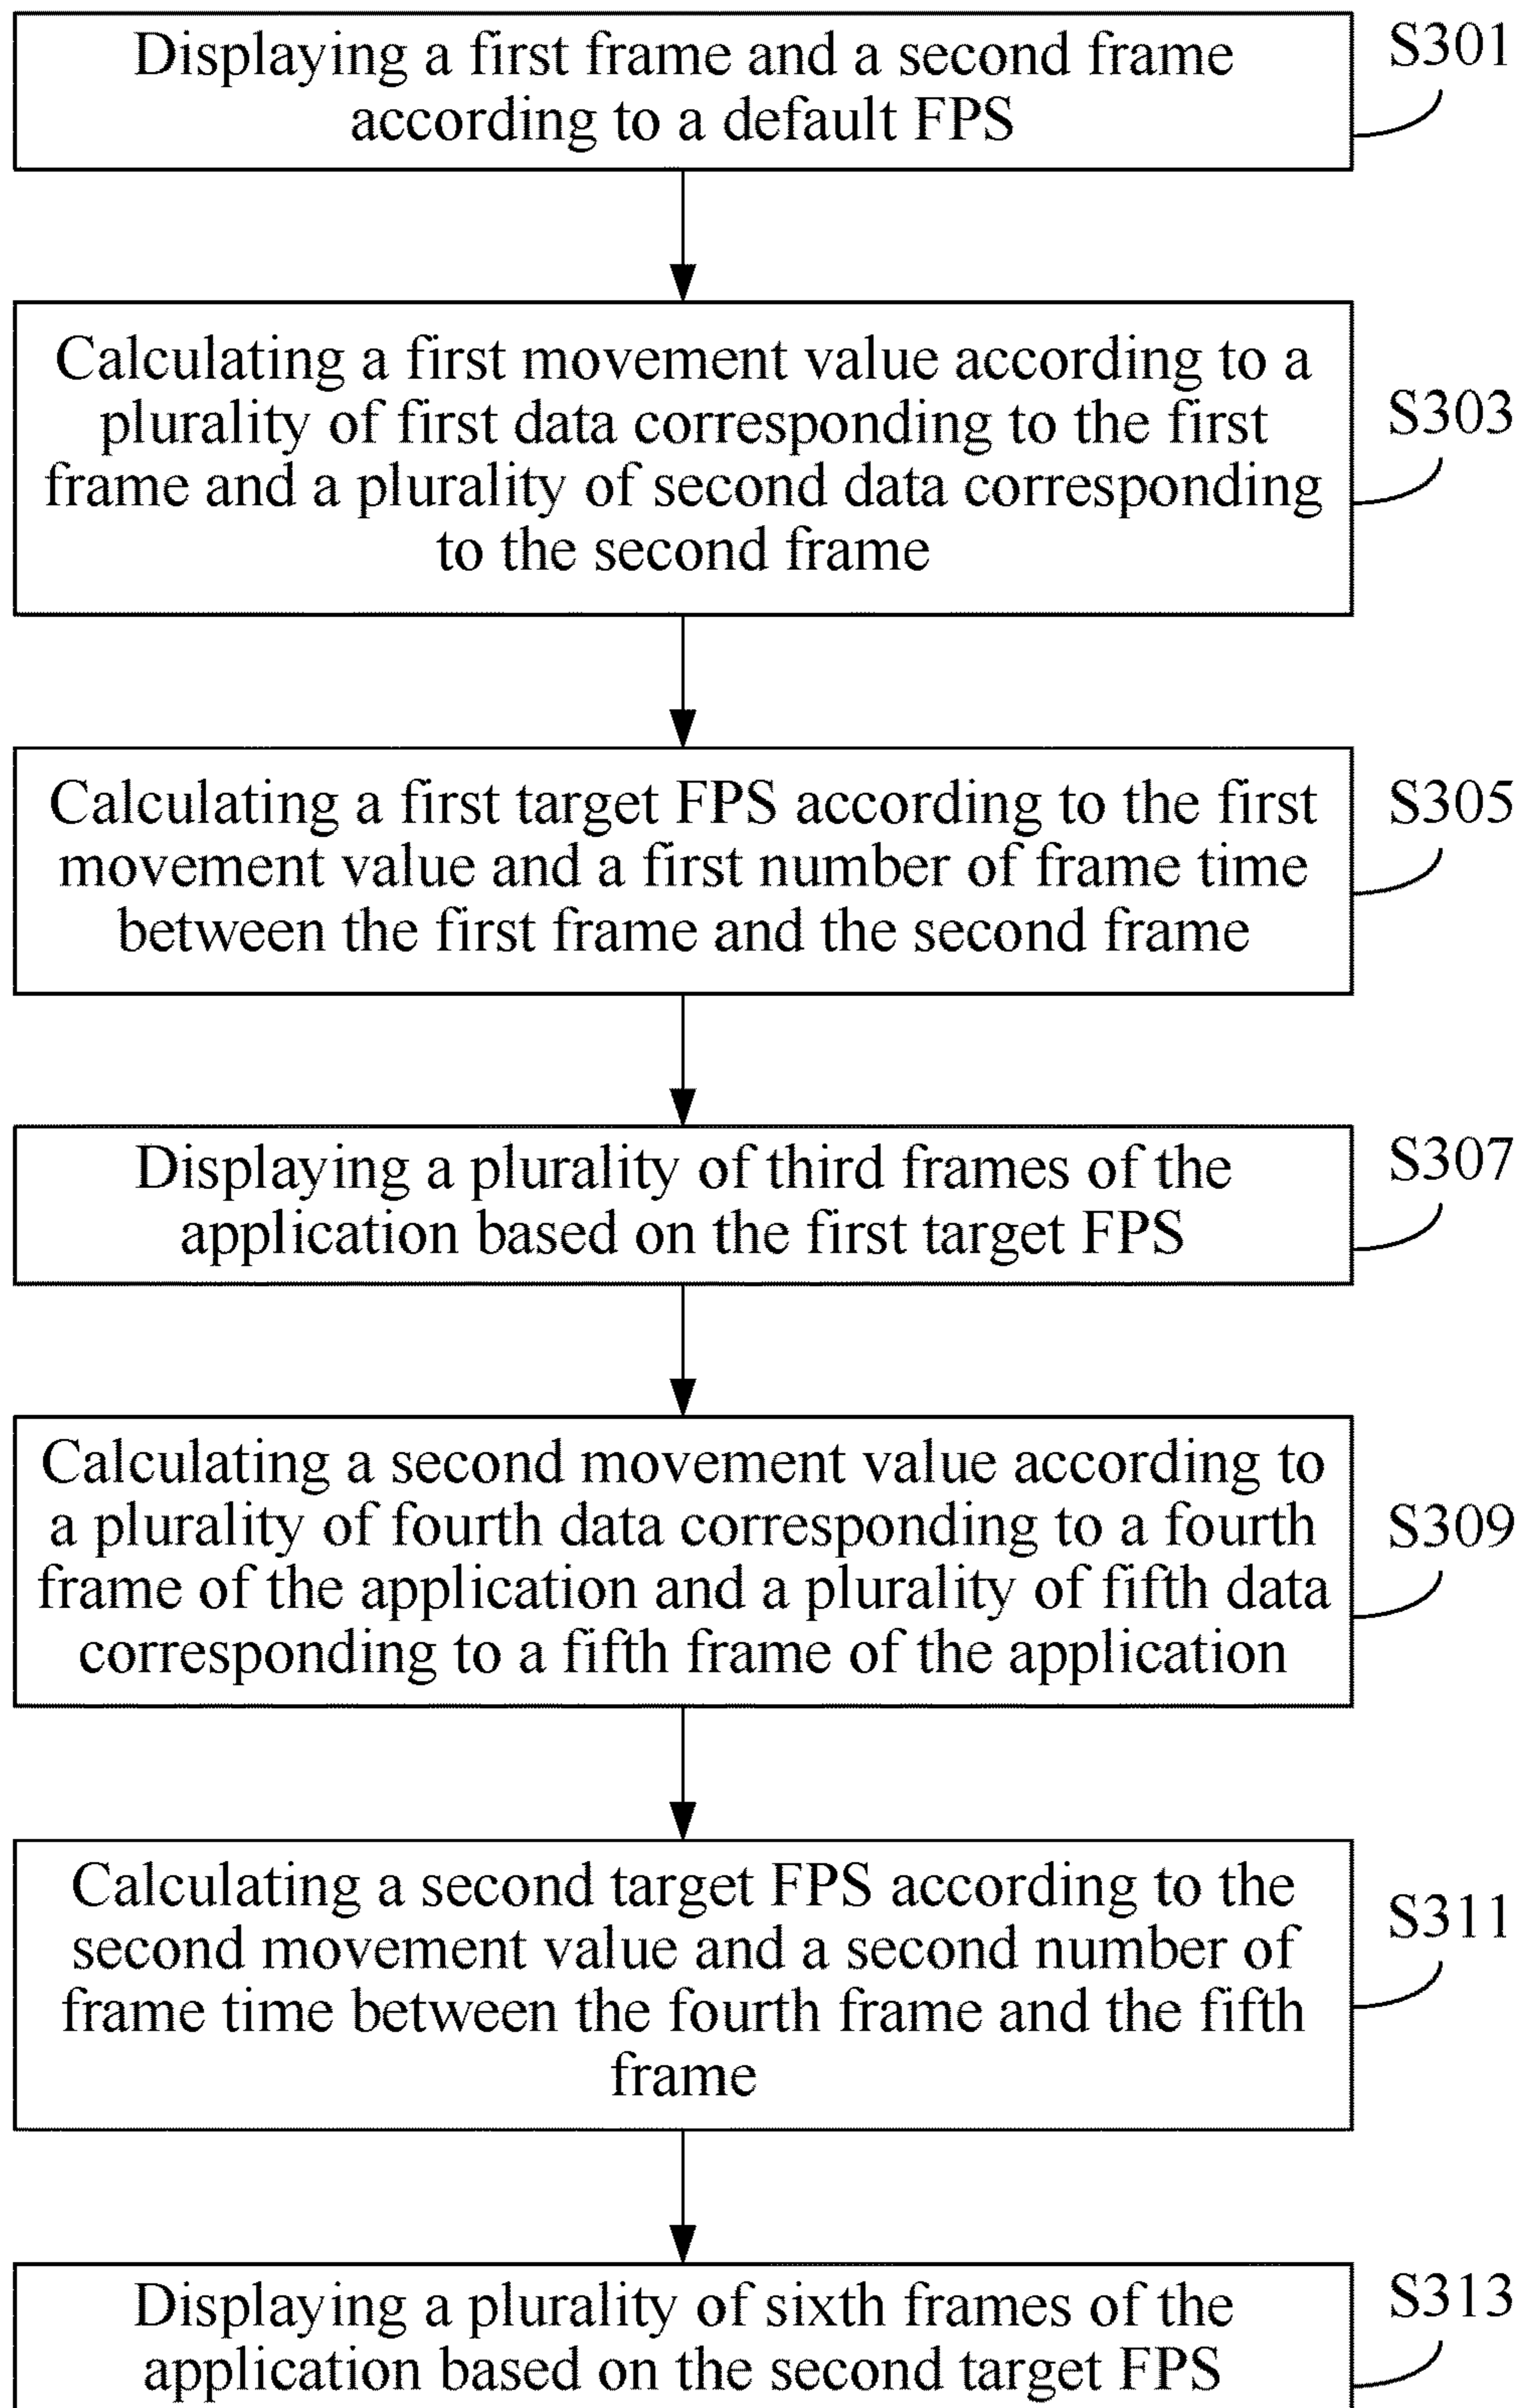 Displaying a first frame and a second frame
according to a default FPS
S301
Calculating a first movement value according to a
plurality of first data corresponding to the first
frame and a plurality of second data corresponding
to the second frame
S303
Calculating a first target FPS according to the first
movement value and a first number of frame time
between the first frame and the second frame
S305
Displaying a plurality of third frames of the
application based on the first target FPS
S307
Calculating a second movement value according to
a plurality of fourth data corresponding to a fourth
frame of the application and a plurality of fifth data
corresponding to a fifth frame of the application
S309
Calculating a second target FPS according to the
second movement value and a second number of
frame time between the fourth frame and the fifth
frame
S311
Displaying a plurality of sixth frames of the
application based on the second target FPS
S313